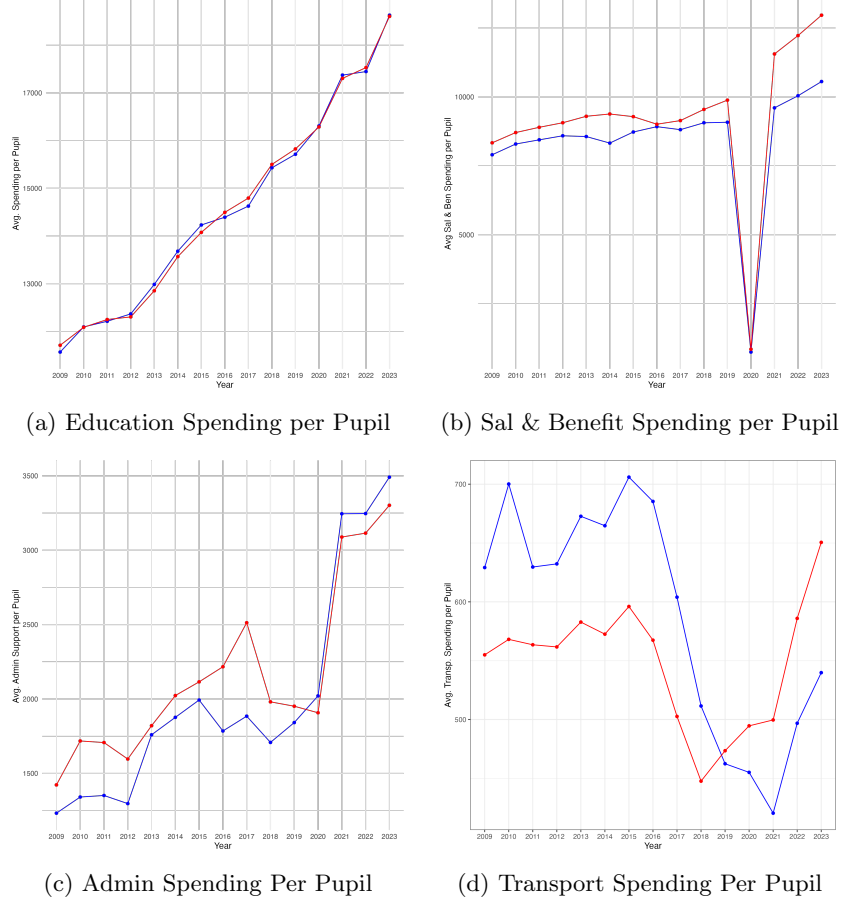 Avg. Spending per Pupil
17000
15000
13000
2009 2010 2011 2012 2013 2014 2015 2016 2017 2018 2019 2020 2021 2022 2023
Year
(a) Education Spending per Pupil
Avg Sal & Ben Spending per Pupil
10000
5000
2009 2010 2011 2012 2013 2014 2015 2016 2017 2018 2019 2020 2021 2022 2023
Year
(b) Sal & Benefit Spending per Pupil
Avg. Admin Support per Pupil
3500
3000
2500
2000
1500
2009 2010 2011 2012 2013 2014 2015 2016 2017 2018 2019 2020 2021 2022 2023
Year
(c) Admin Spending Per Pupil
Avg. Transp. Spending per Pupil
700
600
500
2009 2010 2011 2012 2013 2014 2015 2016 2017 2018 2019 2020 2021 2022 2023
Year
(d) Transport Spending Per Pupil